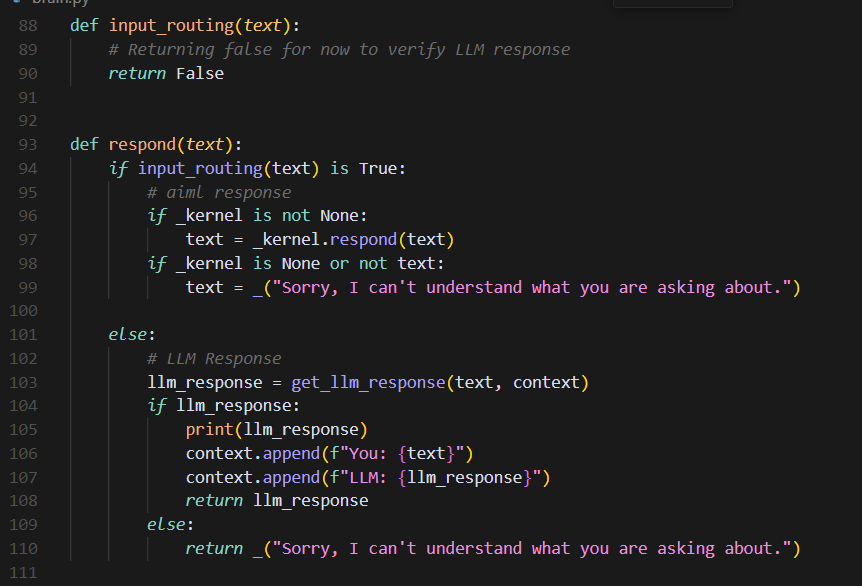 brain.py
88 def input_routing(text):
89 # Returning false for now to verify LLM response
90 return False
91
92
93 def respond(text):
94 if input_routing(text) is True:
95 # aiml response
96 if _kernel is not None:
97 text = _kernel.respond(text)
98 if _kernel is None or not text:
99 text = _("Sorry, I can't understand what you are asking about.")
100
101 else:
102 # LLM Response
103 llm_response = get_llm_response(text, context)
104 if llm_response:
105 print(llm_response)
106 context.append(f"You: {text}")
107 context.append(f"LLM: {llm_response}")
108 return llm_response
109 else:
110 return _("Sorry, I can't understand what you are asking about.")
111